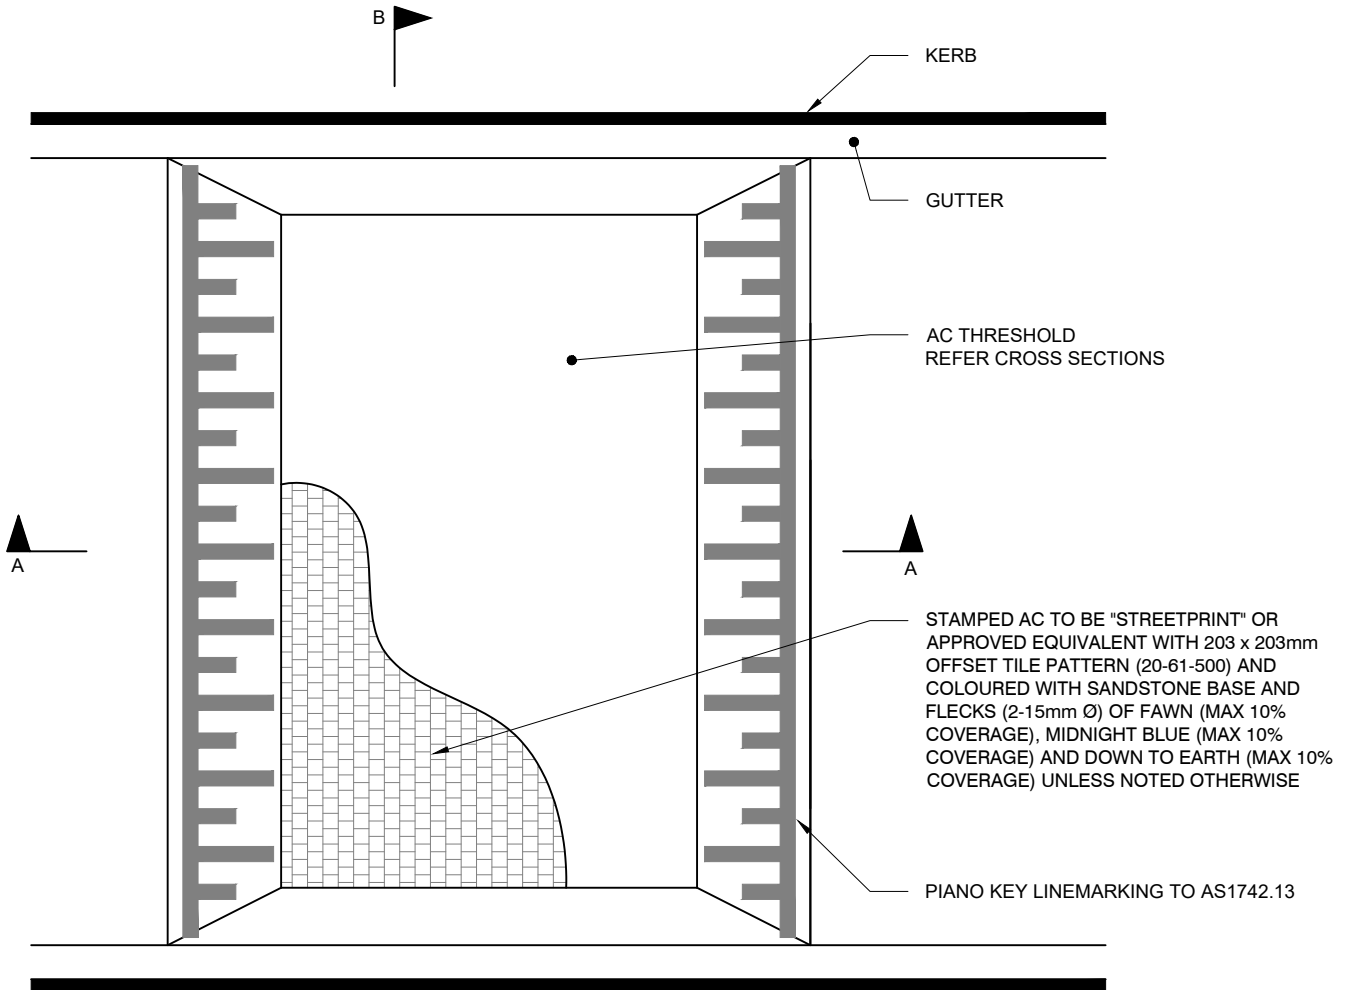 B
KERB
GUTTER
AC THRESHOLD
REFER CROSS SECTIONS
A
A
STAMPED AC TO BE "STREETPRINT" OR
APPROVED EQUIVALENT WITH 203 x 203mm
OFFSET TILE PATTERN (20-61-500) AND
COLOURED WITH SANDSTONE BASE AND
FLECKS (2-15mm Ø) OF FAWN (MAX 10%
COVERAGE), MIDNIGHT BLUE (MAX 10%
COVERAGE) AND DOWN TO EARTH (MAX 10%
COVERAGE) UNLESS NOTED OTHERWISE
PIANO KEY LINEMARKING TO AS1742.13